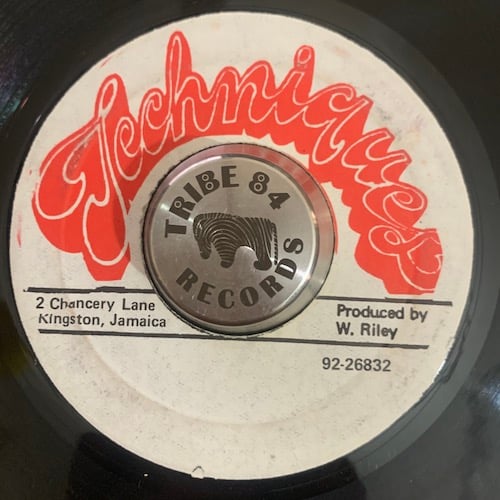 Techniques
TRIBE 84
RECORDS
2 Chancery Lane
Kingston, Jamaica
Produced by
W. Riley
92-26832